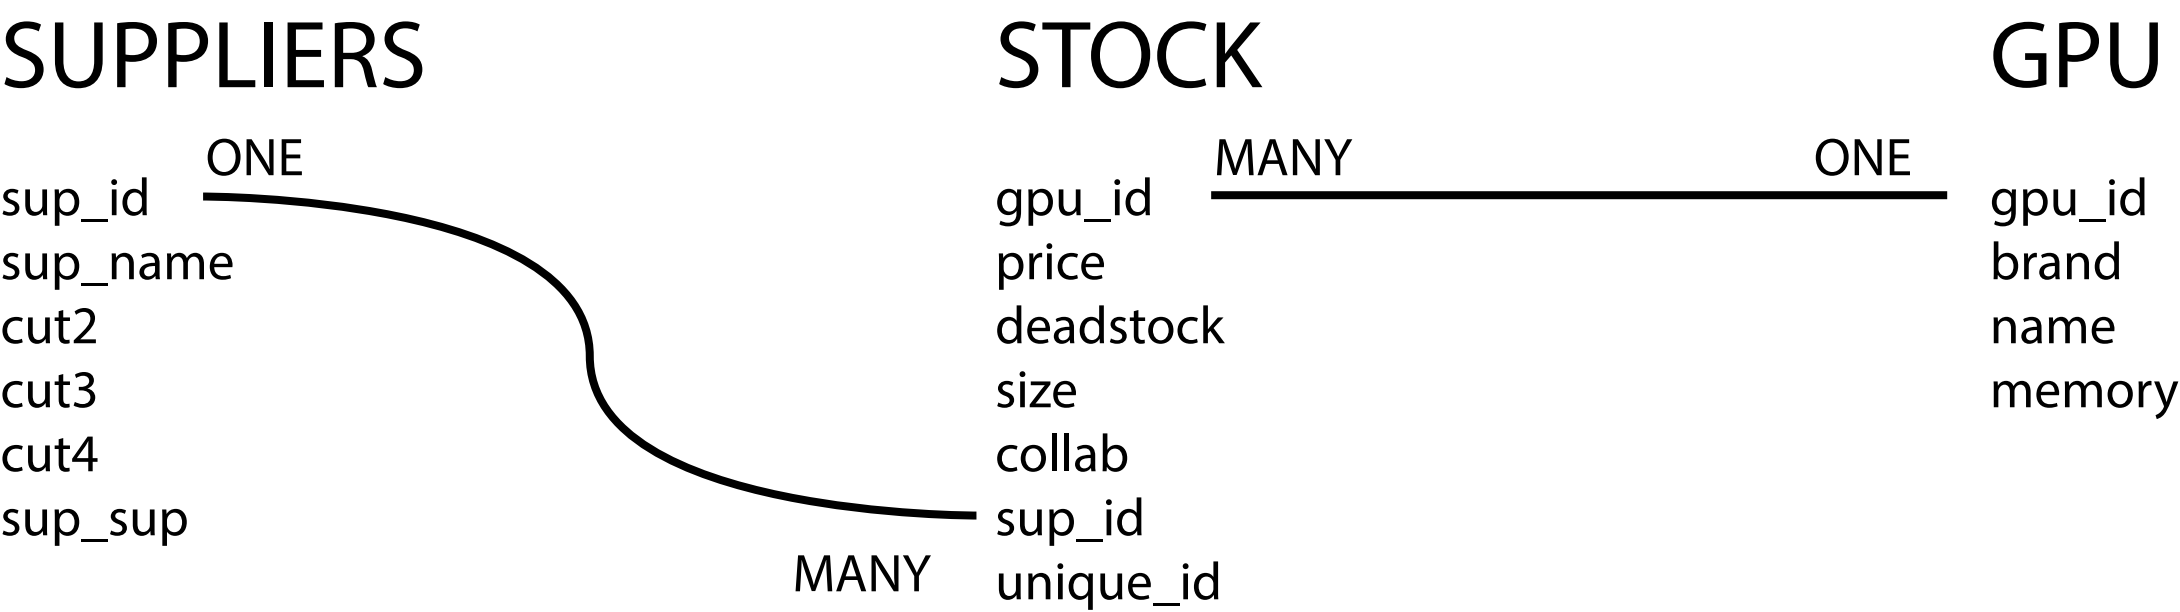 SUPPLIERS
ONE
sup_id
sup_name
cut2
cut3
cut4
sup_sup
MANY
STOCK
MANY
gpu_id
price
deadstock
size
collab
sup_id
unique_id
GPU
ONE
gpu_id
brand
name
memory